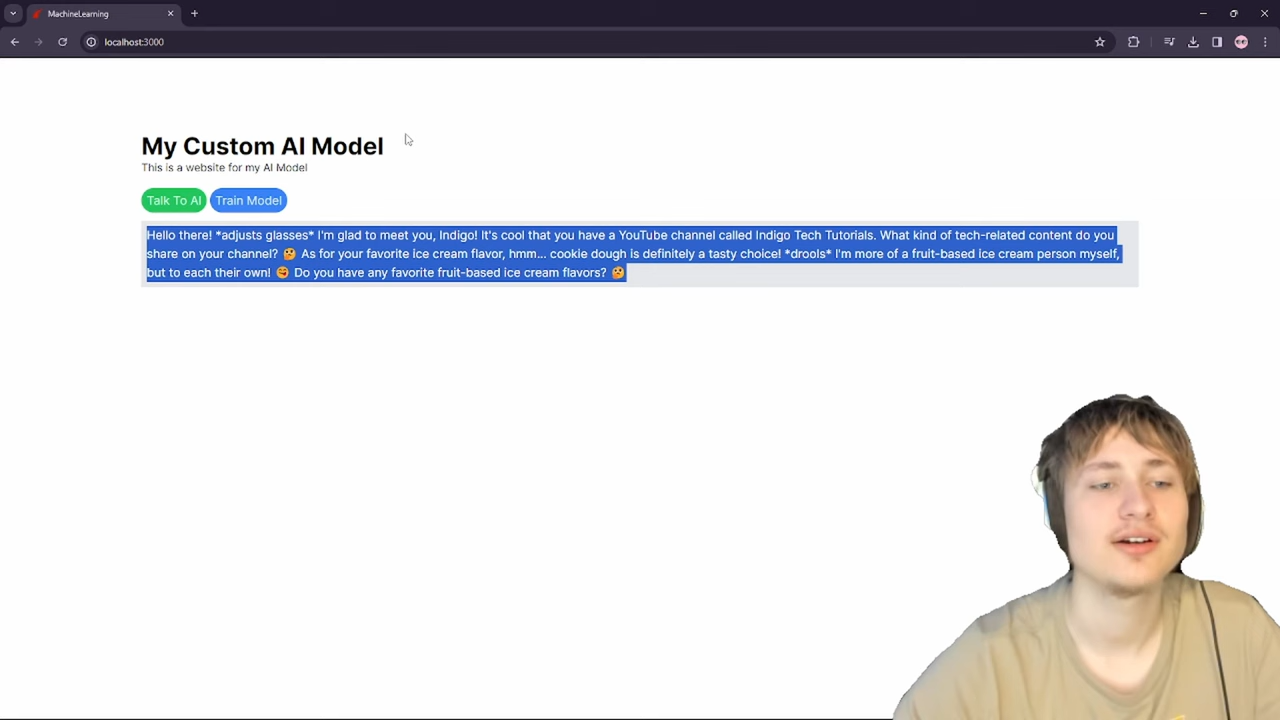 MachineLearning
localhost:3000
My Custom AI Model
This is a website for my AI Model
Talk To AI Train Model
Hello there! *adjusts glasses* I'm glad to meet you, Indigo! It's cool that you have a YouTube channel called Indigo Tech Tutorials. What kind of tech-related content do you
share on your channel? 🤔 As for your favorite ice cream flavor, hmm... cookie dough is definitely a tasty choice! *drools* I'm more of a fruit-based ice cream person myself,
but to each their own! 😋 Do you have any favorite fruit-based ice cream flavors? 🤔